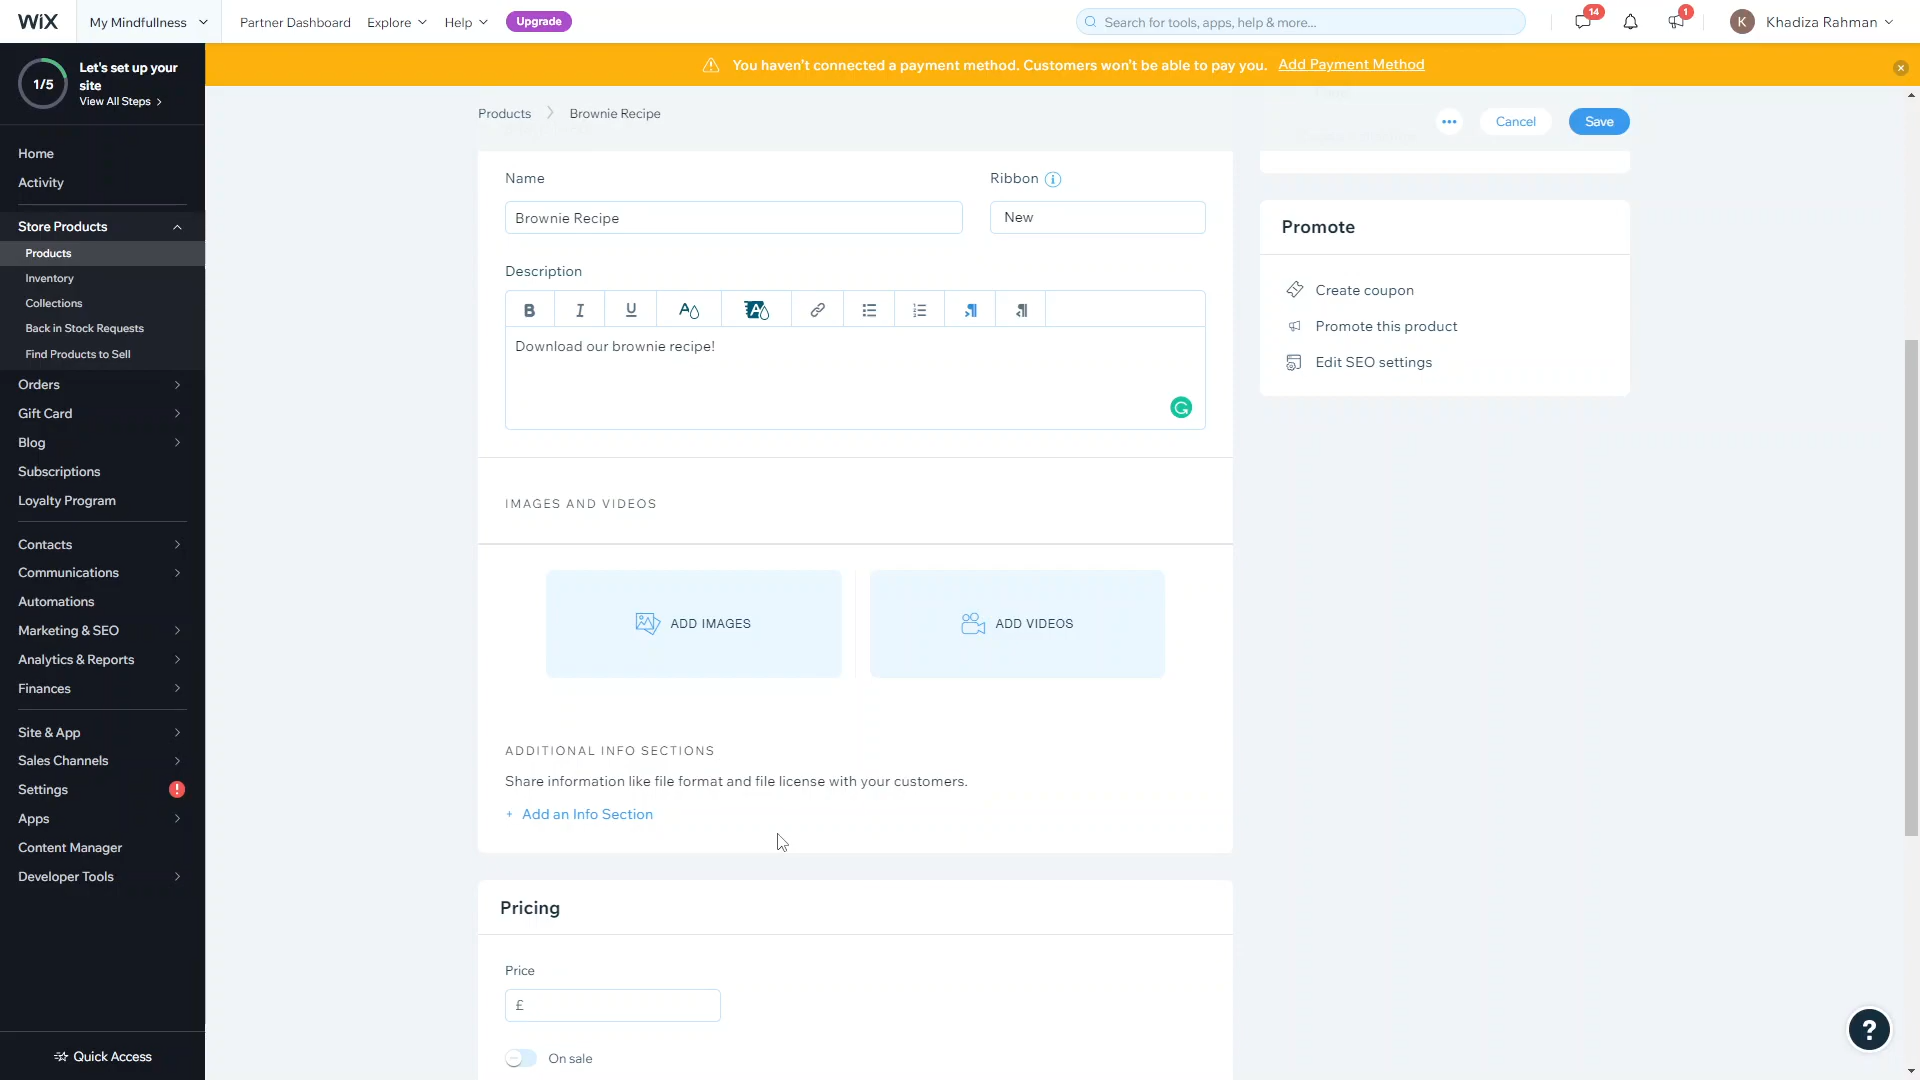 WiX
My Mindfullness
Partner Dashboard
Explore
Help
Upgrade
Search for tools, apps, help & more...
14
1
K
Khadiza Rahman
1/5
Let's set up your
site
View All Steps
You haven't connected a payment method. Customers won't be able to pay you. Add Payment Method
Home
Activity
Store Products
Products
Inventory
Collections
Back in Stock Requests
Find Products to Sell
Orders
Gift Card
Blog
Subscriptions
Loyalty Program
Contacts
Communications
Automations
Marketing & SEO
Analytics & Reports
Finances
Site & App
Sales Channels
Settings
!
Apps
Content Manager
Developer Tools
Quick Access
Products
Brownie Recipe
Cancel
Save
Name
Ribbon
Brownie Recipe
New
Description
B I U A A
Download our brownie recipe!
IMAGES AND VIDEOS
ADD IMAGES
ADD VIDEOS
ADDITIONAL INFO SECTIONS
Share information like file format and file license with your customers.
+ Add an Info Section
Pricing
Price
£
On sale
Promote
Create coupon
Promote this product
Edit SEO settings
?